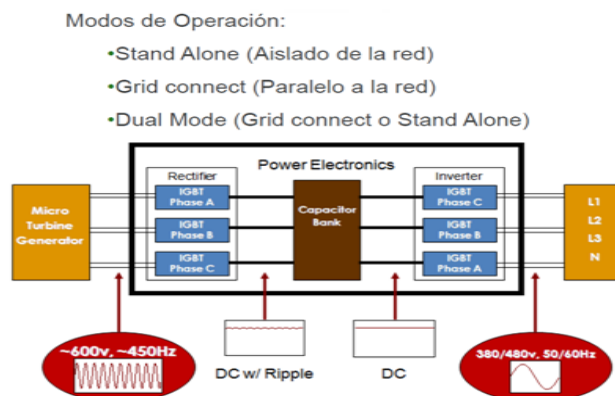 Modos de Operación:
•Stand Alone (Aislado de la red)
•Grid connect (Paralelo a la red)
•Dual Mode (Grid connect o Stand Alone)
Power Electronics
Rectifier
Inverter
Micro
Turbine
Generator
IGBT
Phase A
IGBT
Phase B
IGBT
Phase C
Capacitor
Bank
IGBT
Phase C
IGBT
Phase B
IGBT
Phase A
L1
L2
L3
N
~600v, ~450Hz
DC w/ Ripple
DC
380/480v, 50/60Hz